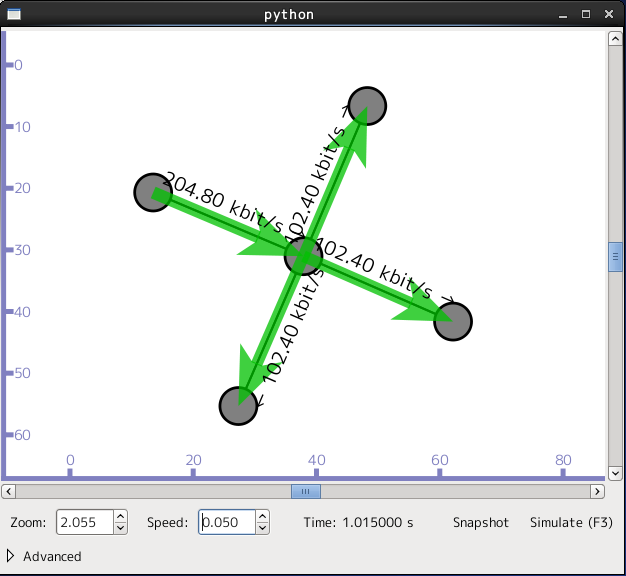 python
0
10
20
30
40
50
60
204.80 kbit/s
102.40 kbit/s ->
102.40 kbit/s ->
<- 102.40 kbit/s
0 20 40 60 80
Zoom: 2.055 Speed: 0.050 Time: 1.015000 s Snapshot Simulate (F3)
Advanced